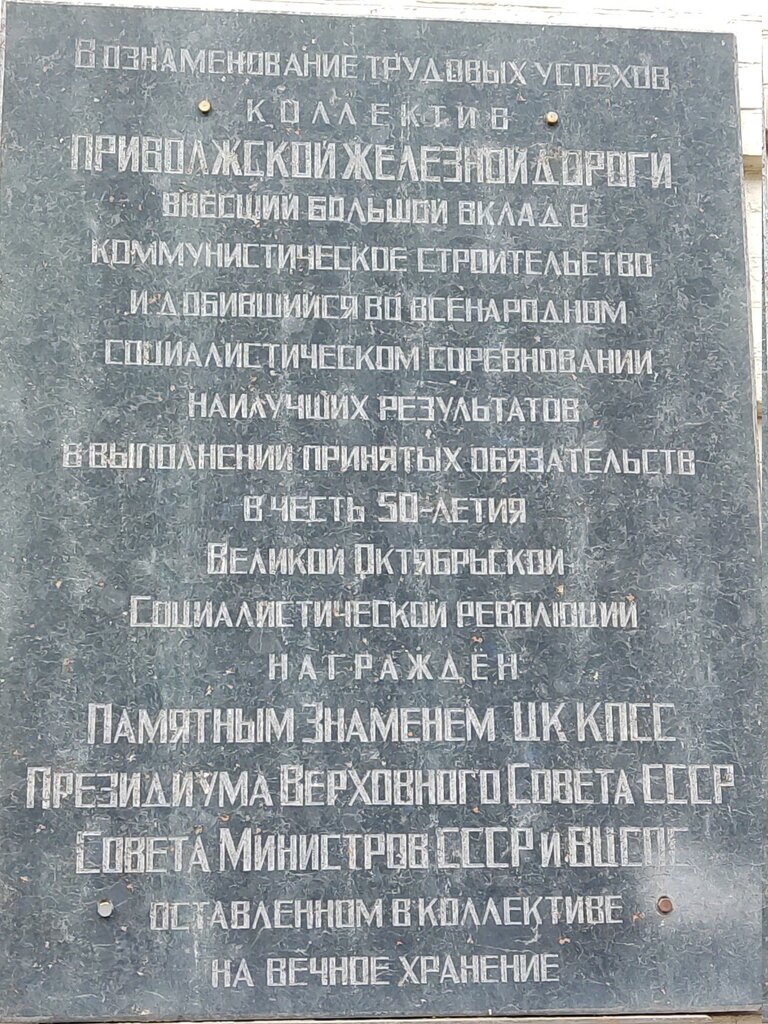 В ОЗНАМЕНОВАНИЕ ТРУДОВЫХ УСПЕХОВ
КОЛЛЕКТИВ
ПРИВОЛЖСКОЙ ЖЕЛЕЗНОЙ ДОРОГИ
ВНЕСЩИЙ БОЛЬШОЙ ВКЛАД В
КОММУНИСТИЧЕСКОЕ СТРОИТЕЛЬСТВО
И ДОБИВШИЙСЯ ВО ВСЕНАРОДНОМ
СОЦИАЛИСТИЧЕСКОМ СОРЕВНОВАНИИ
НАИЛУЧШИХ РЕЗУЛЬТАТОВ
В ВЫПОЛНЕНИИ ПРИНЯТЫХ ОБЯЗАТЕЛЬСТВ
В ЧЕСТЬ 50-ЛЕТИЯ
ВЕЛИКОЙ ОКТЯБРЬСКОЙ
СОЦИАЛИСТИЧЕСКОЙ РЕВОЛЮЦИИ
НАГРАЖДЕН
ПАМЯТНЫМ ЗНАМЕНЕМ ЦК КПСС
ПРЕЗИДИУМА ВЕРХОВНОГО СОВЕТА СССР
СОВЕТА МИНИСТРОВ СССР И ВЦСПС
ОСТАВЛЕННОМ В КОЛЛЕКТИВЕ
НА ВЕЧНОЕ ХРАНЕНИЕ